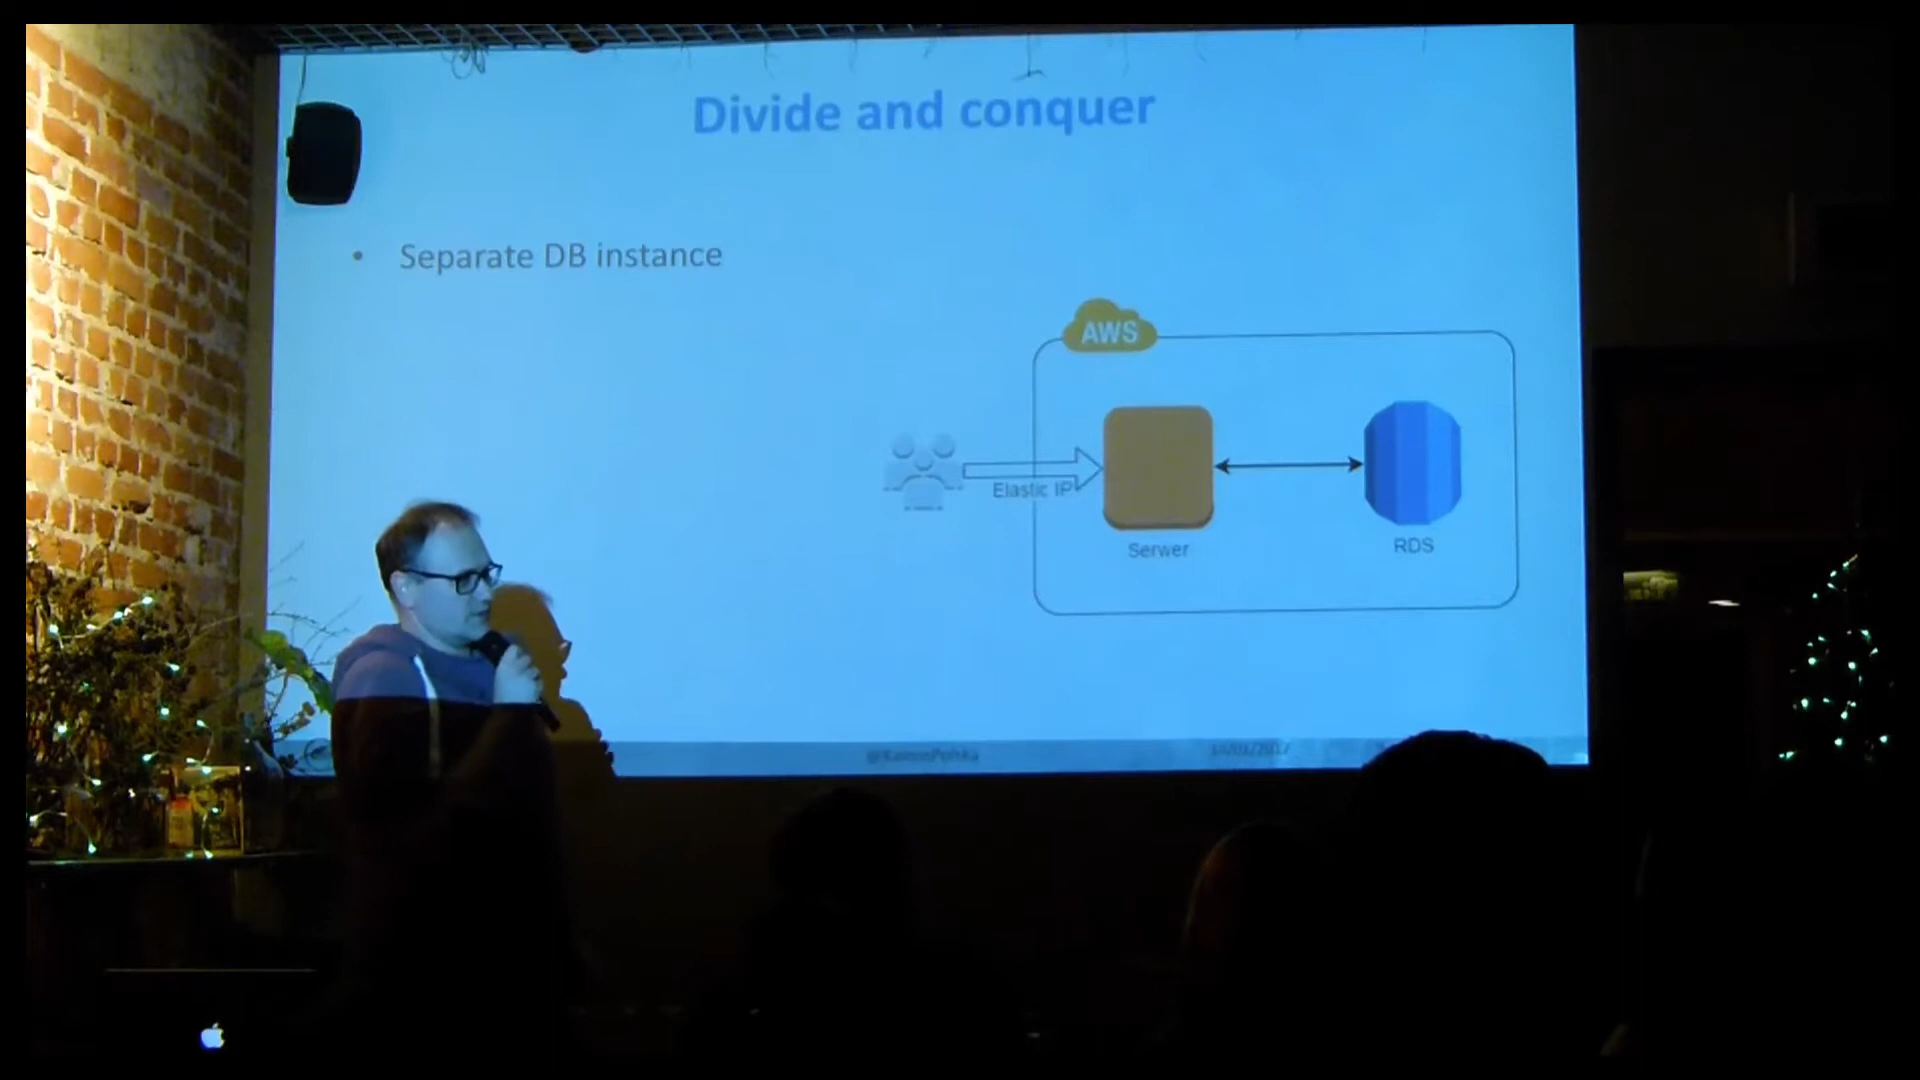 Divide and conquer
• Separate DB instance
AWS
Elastic IP
Serwer
RDS